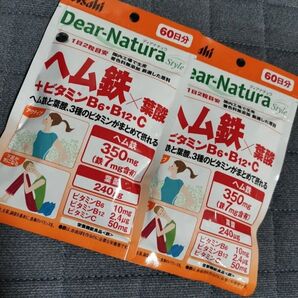 Asahi
60日分
Dear-Natura
Style
1日2粒目安
ヘム鉄×葉酸
+ビタミンB6・B12・C
ヘム鉄と葉酸、3種のビタミンがまとめて摂れる
ヘム鉄
350mg
(鉄7mg含有)
葉酸
240μg
ビタミンB6 10mg
ビタミンB12 2.4μg
ビタミンC 50mg
Asahi
60日分
Dear-Natura
Style
1日2粒目安
ヘム鉄×葉酸
ビタミンB6・B12・C
鉄と葉酸、3種のビタミンがまとめて摂れる
ヘム鉄
350mg
(鉄7mg含有)
240μg
ビタミンB6 10mg
ビタミンB12 2.4μg
ビタミンC 50mg